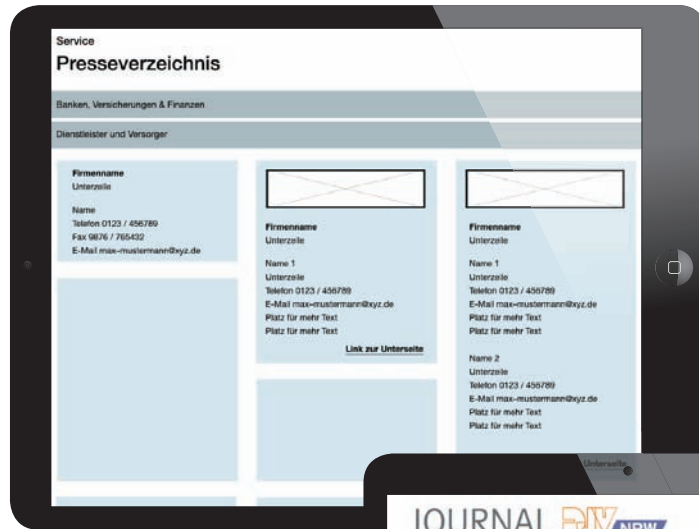 Service
Presseverzeichnis
Banken, Versicherungen & Finanzen
Dienstleister und Versorger
Firmenname
Unterzeile
Name
Telefon 0123 / 456789
Fax 9876 / 765432
E-Mail max-mustermann@xyz.de
Firmenname
Unterzeile
Name 1
Unterzeile
Telefon 0123 / 456789
E-Mail max-mustermann@xyz.de
Platz für mehr Text
Platz für mehr Text
Link zur Unterseite
Firmenname
Unterzeile
Name 1
Unterzeile
Telefon 0123 / 456789
E-Mail max-mustermann@xyz.de
Platz für mehr Text
Platz für mehr Text
Name 2
Unterzeile
Telefon 0123 / 456789
E-Mail max-mustermann@xyz.de
Platz für mehr Text
Platz für mehr Text
Unterseite
JOURNAL DJV NRW